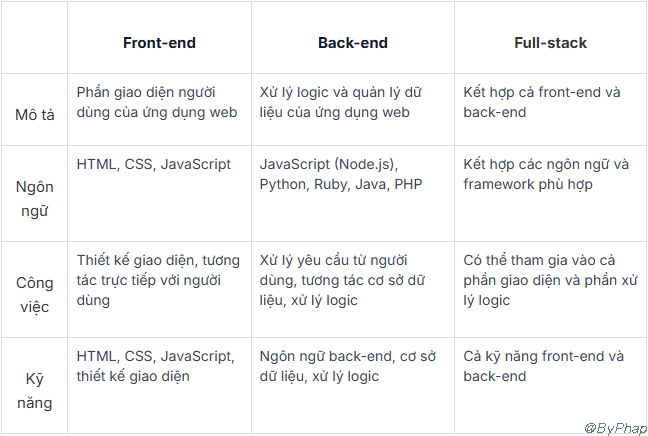 Front-end
Back-end
Full-stack
Mô tả
Phần giao diện người
dùng của ứng dụng web
Xử lý logic và quản lý dữ
liệu của ứng dụng web
Kết hợp cả front-end và
back-end
Ngôn
ngữ
HTML, CSS, JavaScript
JavaScript (Node.js),
Python, Ruby, Java, PHP
Kết hợp các ngôn ngữ và
framework phù hợp
Công
việc
Thiết kế giao diện, tương
tác trực tiếp với người
dùng
Xử lý yêu cầu từ người
dùng, tương tác cơ sở dữ
liệu, xử lý logic
Có thể tham gia vào cả
phần giao diện và phần xử
lý logic
Kỹ
năng
HTML, CSS, JavaScript,
thiết kế giao diện
Ngôn ngữ back-end, cơ sở
dữ liệu, xử lý logic
Cả kỹ năng front-end và
back-end
@ByPhap